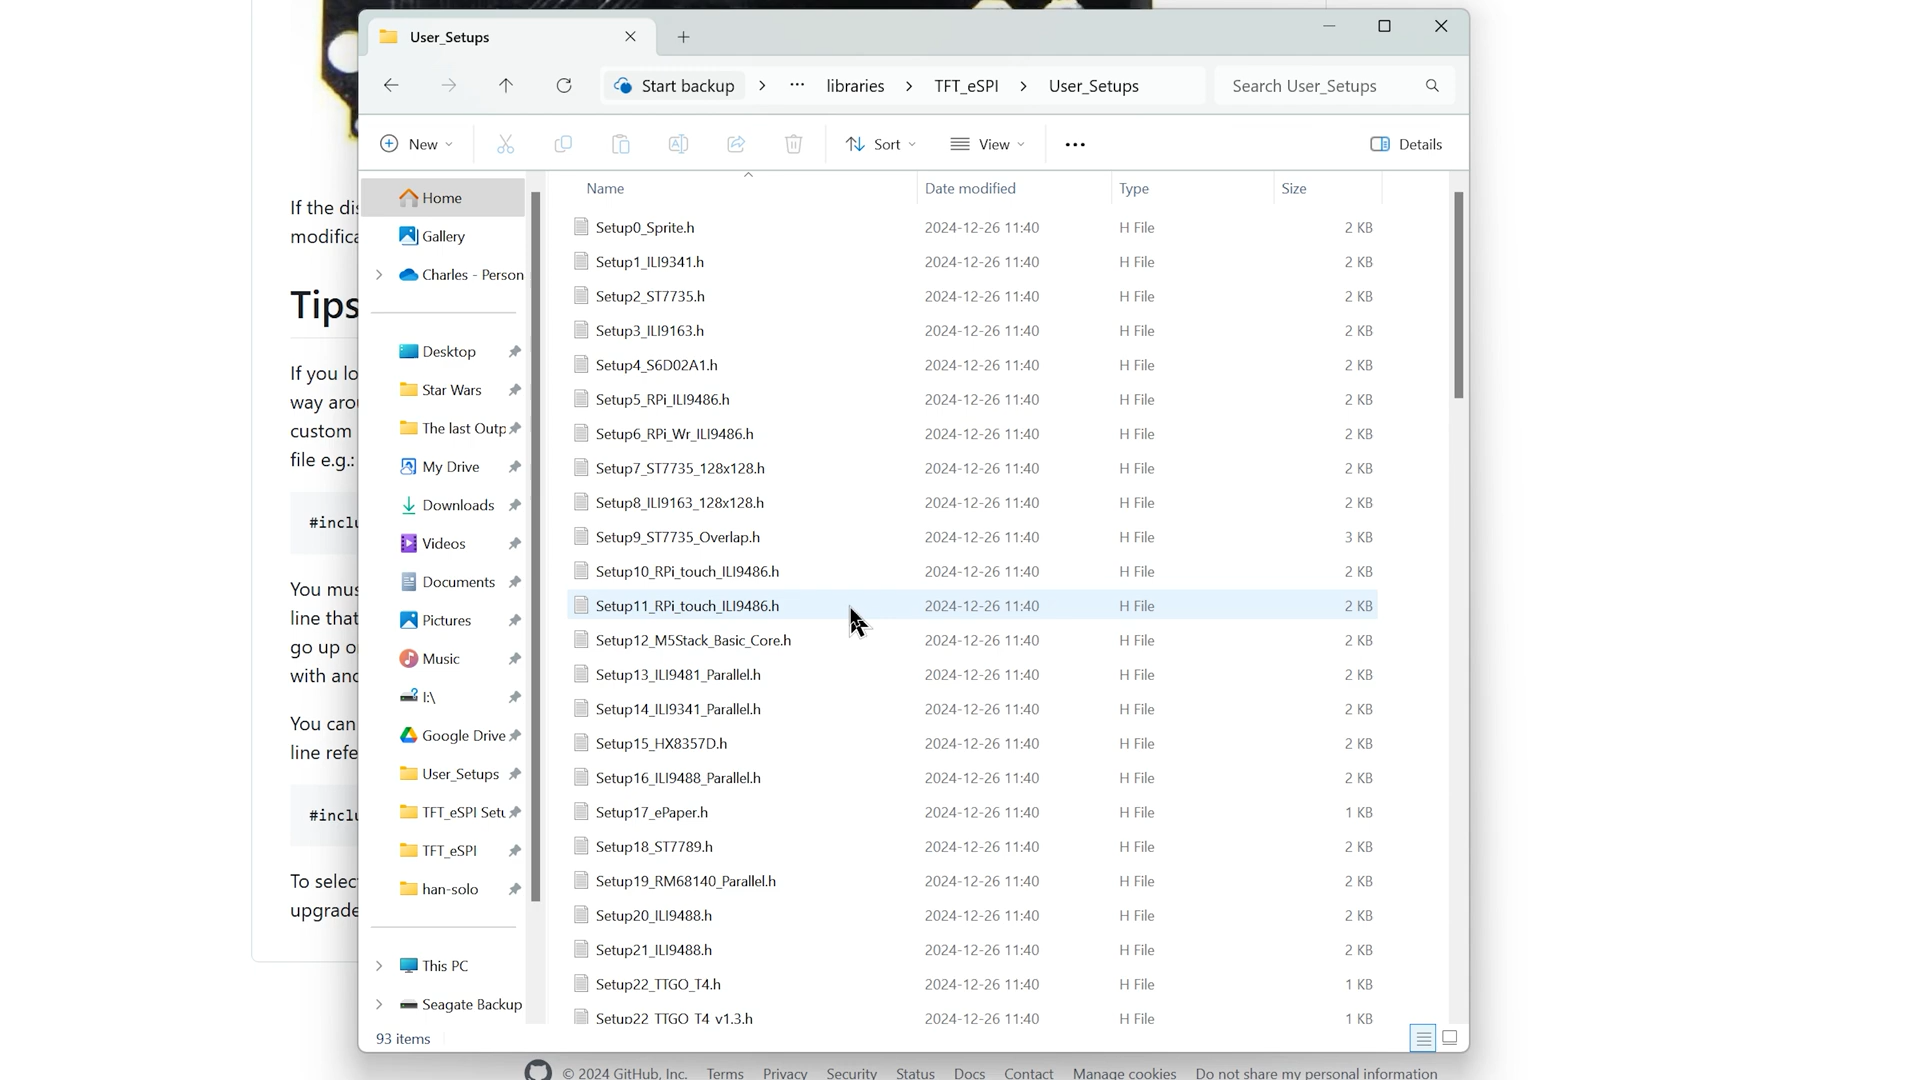 User_Setups
Start backup > ... libraries > TFT_eSPI > User_Setups
Search User_Setups
New
Sort
View
Details
Name Date modified Type Size
Home
Gallery
Charles - Person
Desktop
Star Wars
The last Outp
My Drive
Downloads
Videos
Documents
Pictures
Music
I:\
Google Drive
User_Setups
TFT_eSPI Setu
TFT_eSPI
han-solo
This PC
Seagate Backup
Setup0_Sprite.h 2024-12-26 11:40 H File 2 KB
Setup1_ILI9341.h 2024-12-26 11:40 H File 2 KB
Setup2_ST7735.h 2024-12-26 11:40 H File 2 KB
Setup3_ILI9163.h 2024-12-26 11:40 H File 2 KB
Setup4_S6D02A1.h 2024-12-26 11:40 H File 2 KB
Setup5_RPi_ILI9486.h 2024-12-26 11:40 H File 2 KB
Setup6_RPi_Wr_ILI9486.h 2024-12-26 11:40 H File 2 KB
Setup7_ST7735_128x128.h 2024-12-26 11:40 H File 2 KB
Setup8_ILI9163_128x128.h 2024-12-26 11:40 H File 2 KB
Setup9_ST7735_Overlap.h 2024-12-26 11:40 H File 3 KB
Setup10_RPi_touch_ILI9486.h 2024-12-26 11:40 H File 2 KB
Setup11_RPi_touch_ILI9486.h 2024-12-26 11:40 H File 2 KB
Setup12_M5Stack_Basic_Core.h 2024-12-26 11:40 H File 2 KB
Setup13_ILI9481_Parallel.h 2024-12-26 11:40 H File 2 KB
Setup14_ILI9341_Parallel.h 2024-12-26 11:40 H File 2 KB
Setup15_HX8357D.h 2024-12-26 11:40 H File 2 KB
Setup16_ILI9488_Parallel.h 2024-12-26 11:40 H File 2 KB
Setup17_ePaper.h 2024-12-26 11:40 H File 1 KB
Setup18_ST7789.h 2024-12-26 11:40 H File 2 KB
Setup19_RM68140_Parallel.h 2024-12-26 11:40 H File 2 KB
Setup20_ILI9488.h 2024-12-26 11:40 H File 2 KB
Setup21_ILI9488.h 2024-12-26 11:40 H File 2 KB
Setup22_TTGO_T4.h 2024-12-26 11:40 H File 1 KB
Setup22_TTGO_T4_v1.3.h 2024-12-26 11:40 H File 1 KB
93 items
If the dis
modifica
Tips
If you lo
way arou
custom
file e.g.:
#inclu
You mus
line that
go up o
with ano
You can
line refe
#inclu
To selec
upgrade
© 2024 GitHub, Inc. Terms Privacy Security Status Docs Contact Manage cookies Do not share my personal information